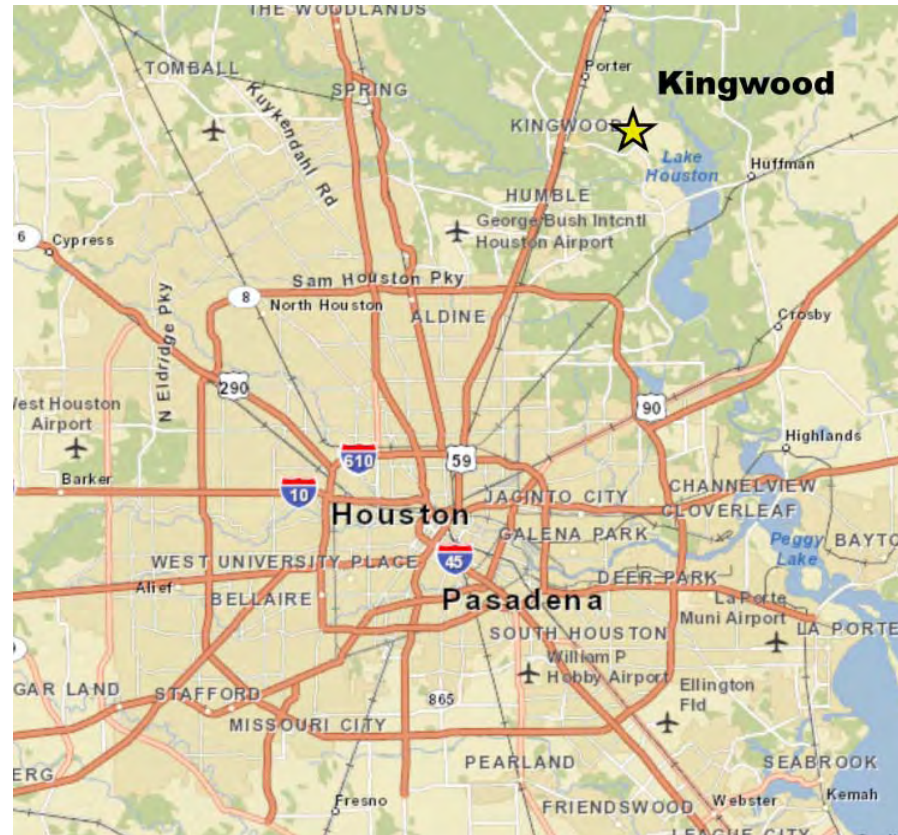 THE WOODLANDS
Porter
TOMBALL
Kingwood
SPRING
Kuykendahl Rd
KINGWOOD
Lake
Houston
Huffman
HUMBLE
George Bush Intcntl
Houston Airport
6
Cypress
Sam Houston Pky
8
North Houston
N Eldridge Pky
ALDINE
Crosby
290
90
West Houston
Airport
Highlands
610
59
Barker
10
JACINTO CITY
CHANNELVIEW
CLOVERLEAF
Houston
GALENA PARK
Peggy
Lake
BAYTO
WEST UNIVERSITY PLACE
45
DEER PARK
Alief
BELLAIRE
Pasadena
La Porte
Muni Airport
LA PORTE
SOUTH HOUSTON
William P
Hobby Airport
GAR LAND
STAFFORD
865
Ellington
Fld
MISSOURI CITY
PEARLAND
SEABROOK
ERG
Fresno
FRIENDSWOOD
Webster
Kemah
LEAGUE CITY